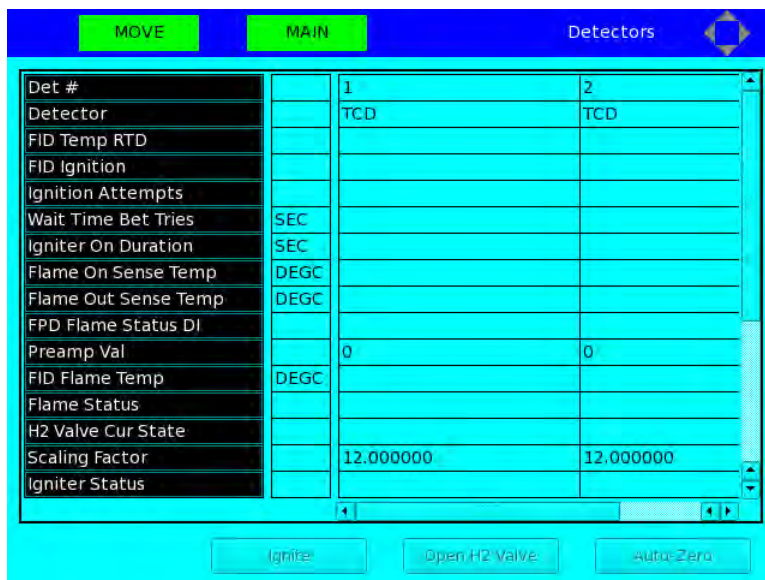 MOVE MAIN Detectors
Det # 1 2
Detector TCD TCD
FID Temp RTD
FID Ignition
Ignition Attempts
Wait Time Bet Tries SEC
Igniter On Duration SEC
Flame On Sense Temp DEGC
Flame Out Sense Temp DEGC
FPD Flame Status DI
Preamp Val 0 0
FID Flame Temp DEGC
Flame Status
H2 Valve Cur State
Scaling Factor 12.000000 12.000000
Igniter Status
Ignite Open H2 Valve Auto-Zero